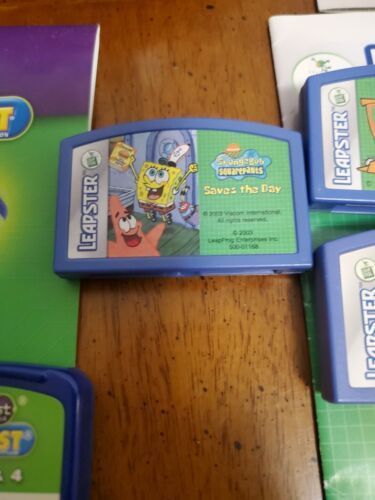 LEAPSTER
SpongeBob
SquarePants
Saves the Day
© 2003 Viacom International.
All rights reserved.
© 2003
LeapFrog Enterprises Inc.
500-01168
LEAPSTER
LEAPSTER
ST
ST
4